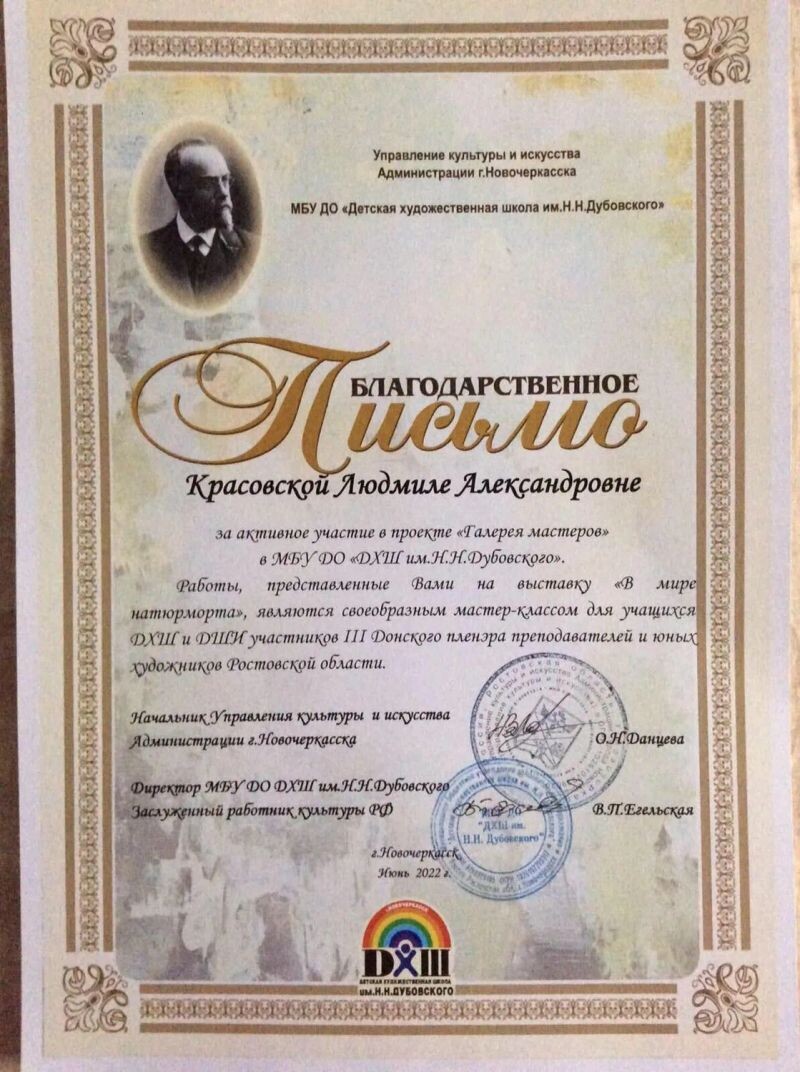 Управление культуры и искусства
Администрации г.Новочеркасска
МБУ ДО «Детская художественная школа им.Н.Н.Дубовского»
БЛАГОДАРСТВЕННОЕ
Письмо
Красовской Людмиле Александровне
за активное участие в проекте «Галерея мастеров»
в МБУ ДО «ДХШ им.Н.Н.Дубовского».
Работы, представленные Вами на выставку «В мире
натюрморта», являются своеобразным мастер-классом для учащихся
ДХШ и ДШИ участников III Донского пленэра преподавателей и юных
художников Ростовской области.
Начальник Управления культуры и искусства
Администрации г.Новочеркасска
О.Н.Данцева
Директор МБУ ДО ДХШ им.Н.Н.Дубовского
Заслуженный работник культуры РФ
В.П.Егельская
"ДХШ им.
Н.Н. Дубовского"
г.Новочеркасск
Июнь 2022 г.
НОВОЧЕРКАССК
ДХШ
ДЕТСКАЯ ХУДОЖЕСТВЕННАЯ ШКОЛА
им.Н.Н.ДУБОВСКОГО